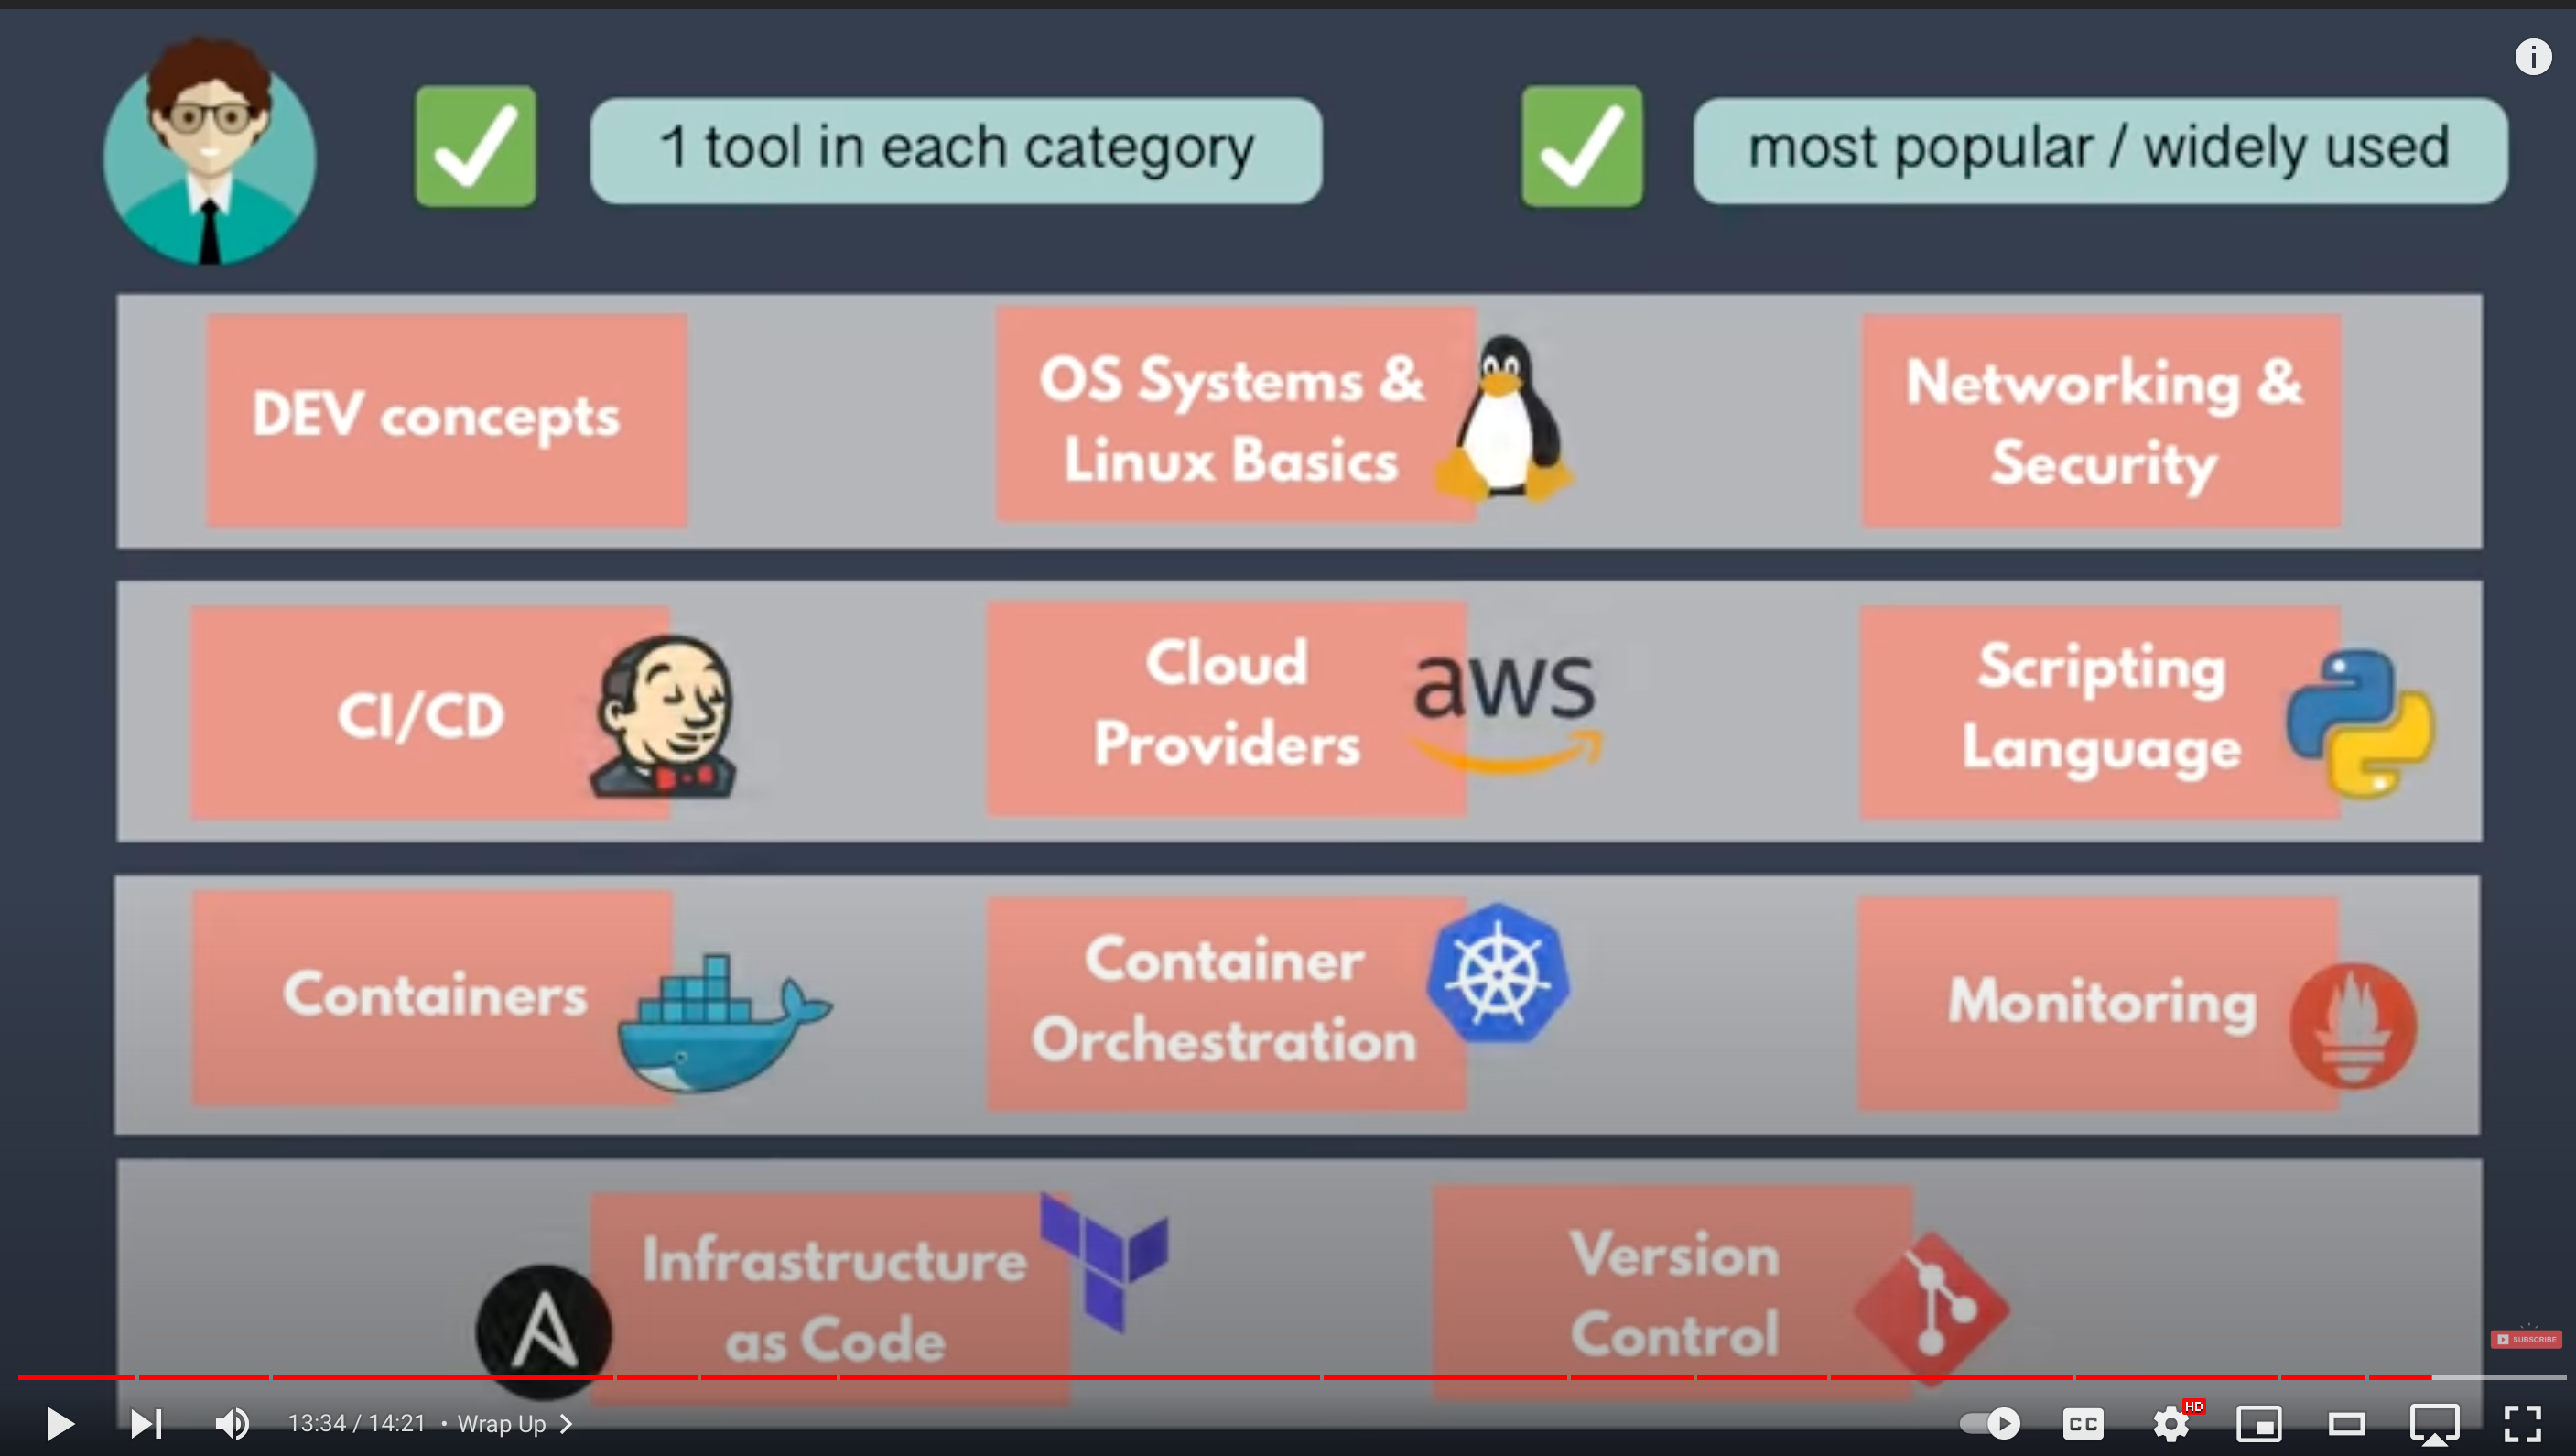 1 tool in each category
most popular / widely used
DEV concepts
OS Systems &
Linux Basics
Networking &
Security
CI/CD
Cloud
Providers
aws
Scripting
Language
Containers
Container
Orchestration
Monitoring
Infrastructure
as Code
Version
Control
SUBSCRIBE
13:34 / 14:21 • Wrap Up
CC
HD